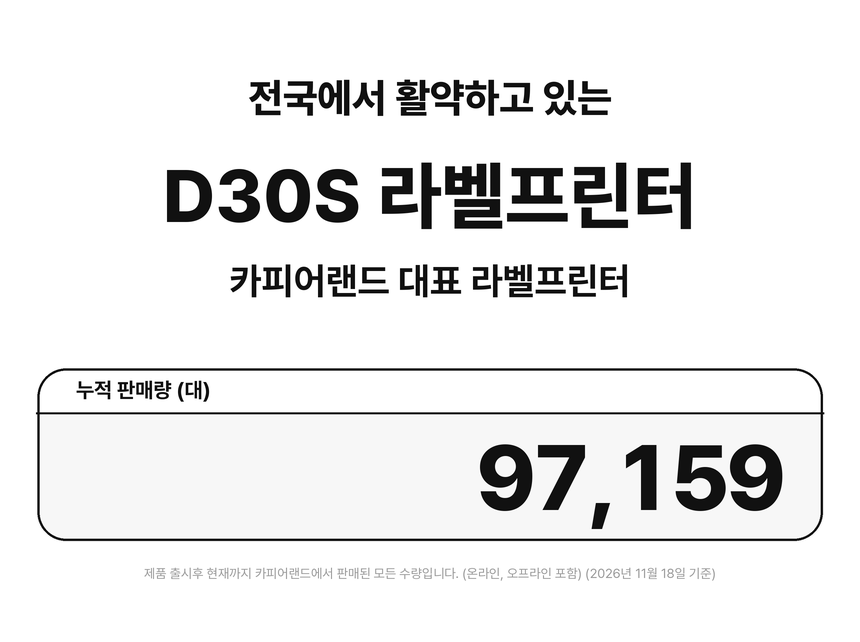 전국에서 활약하고 있는
D30S 라벨프린터
카피어랜드 대표 라벨프린터
누적 판매량 (대)
97,159
제품 출시후 현재까지 카피어랜드에서 판매된 모든 수량입니다. (온라인, 오프라인 포함) (2026년 11월 18일 기준)